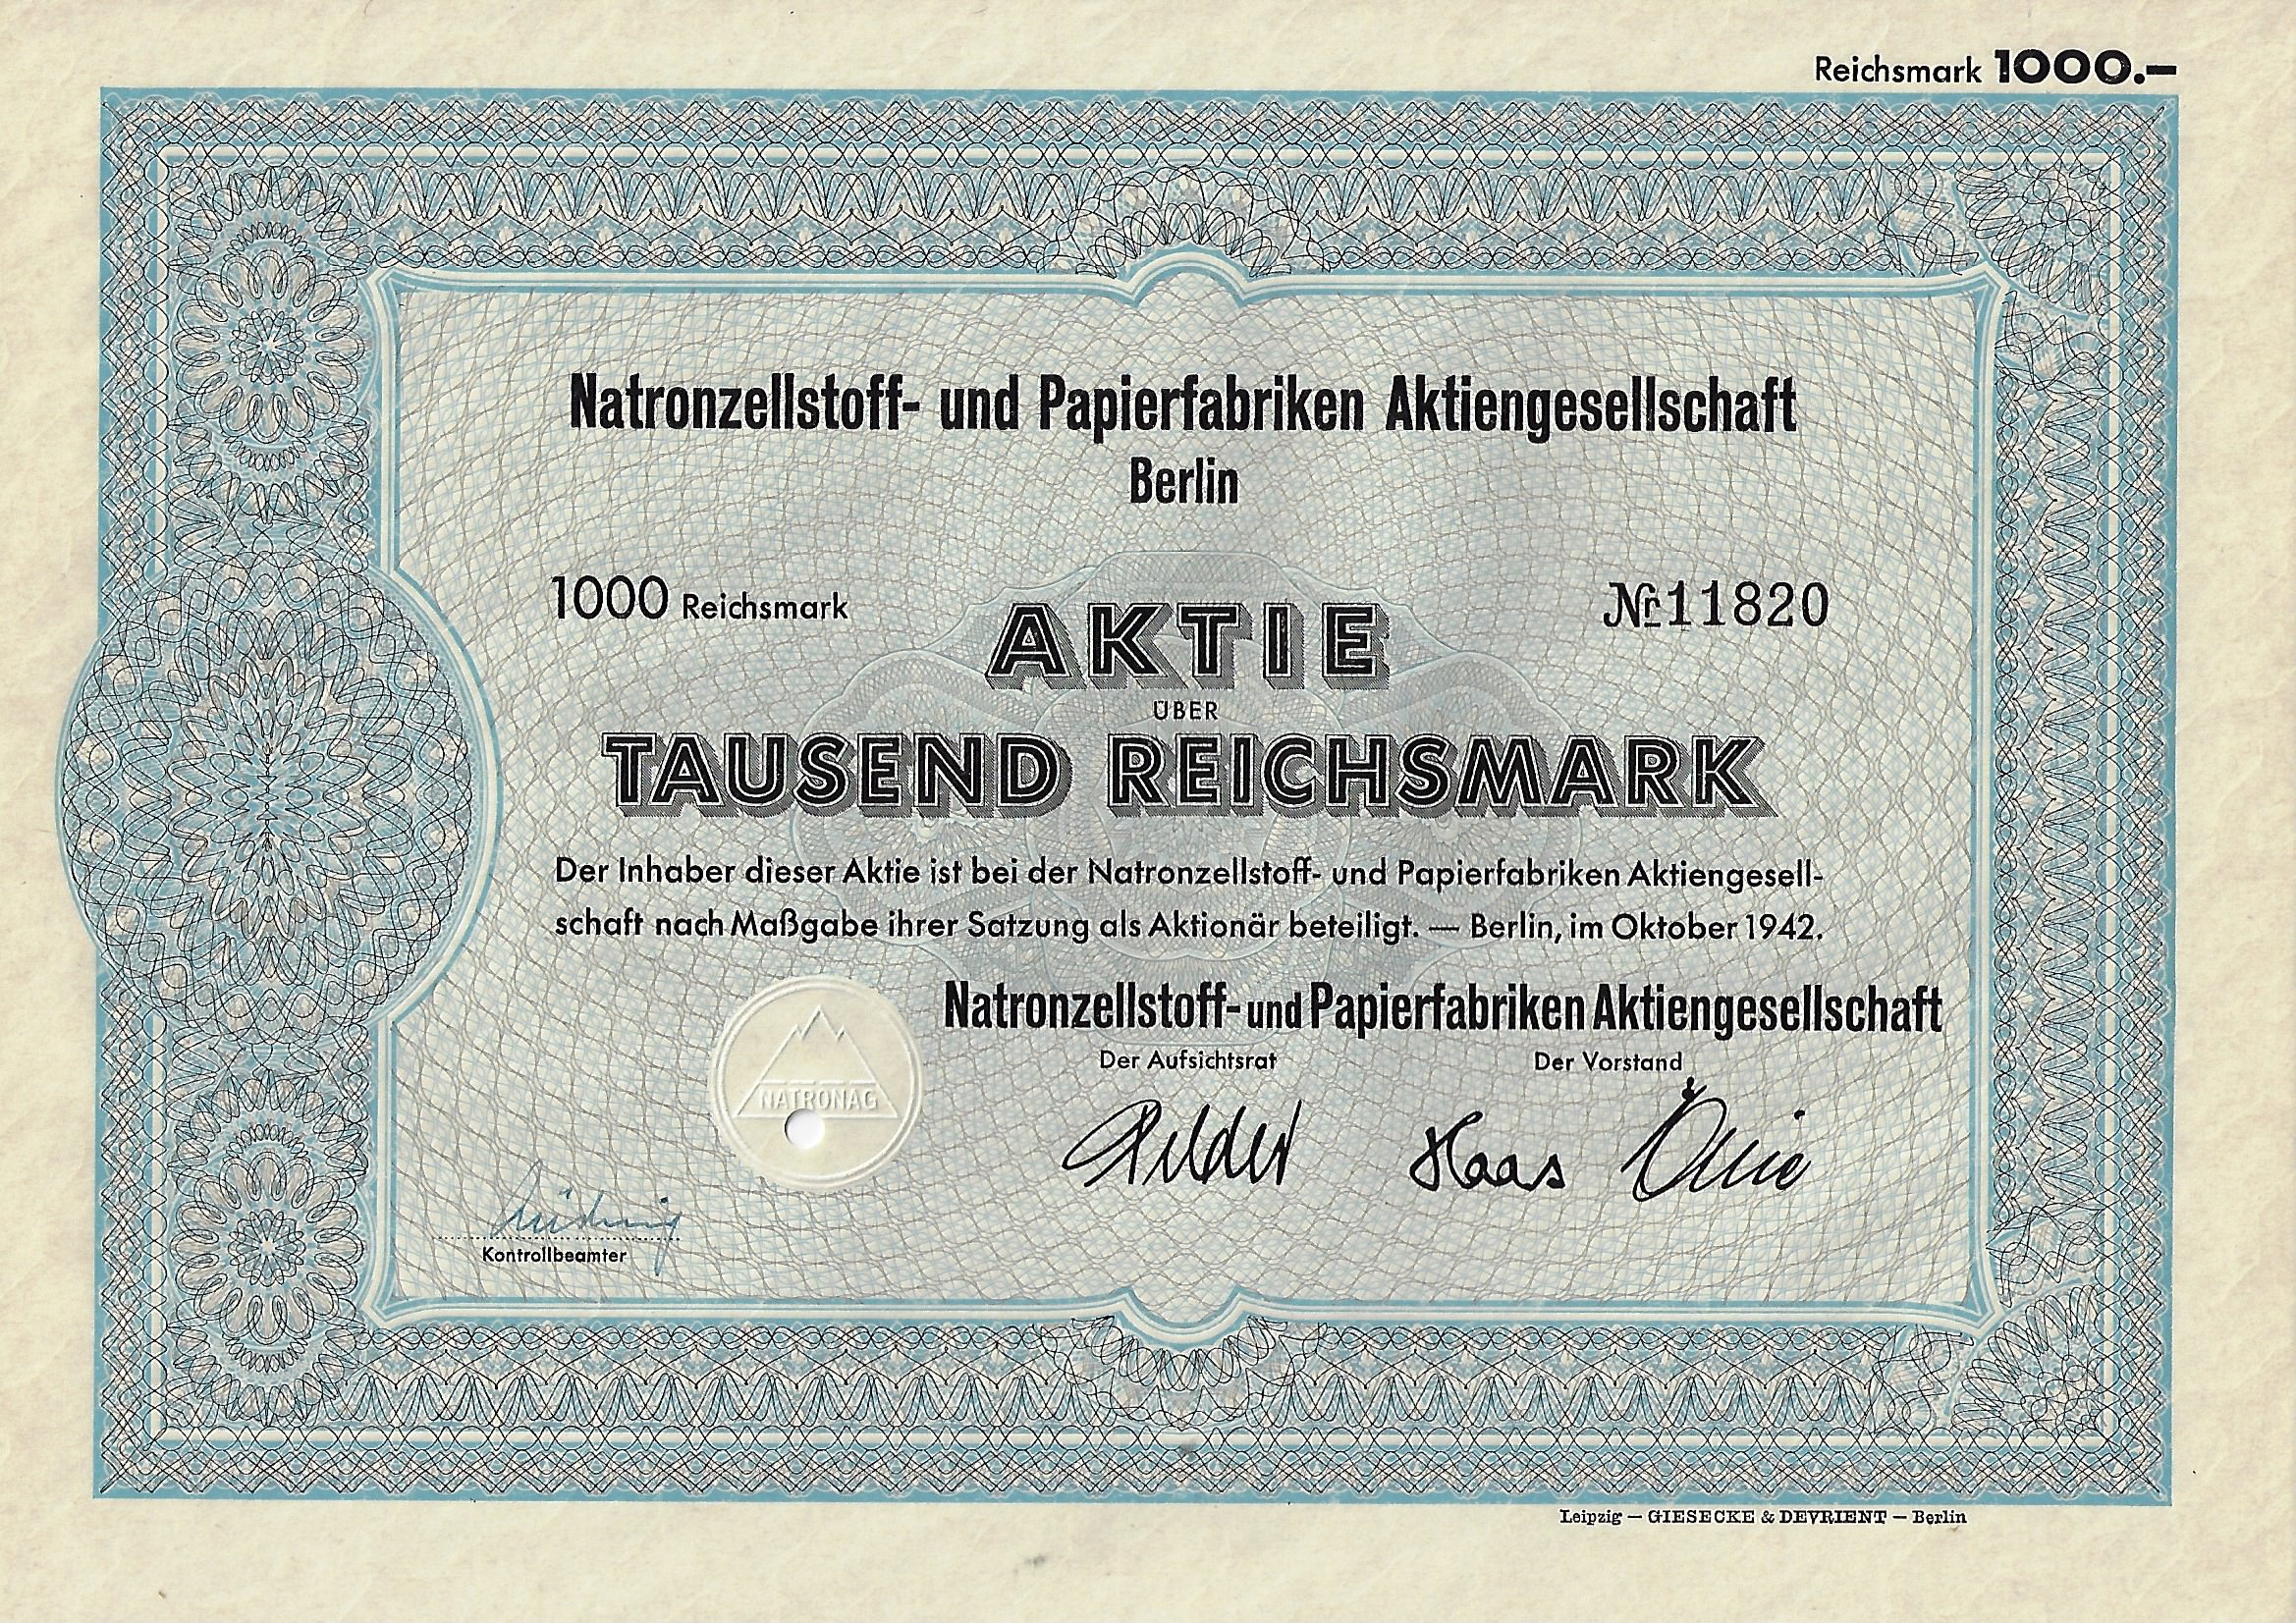 Reichsmark 1000.—
Natronzellstoff- und Papierfabriken Aktiengesellschaft
Berlin
1000 Reichsmark
Nr 11820
AKTIE
ÜBER
TAUSEND REICHSMARK
Der Inhaber dieser Aktie ist bei der Natronzellstoff- und Papierfabriken Aktiengesell-
schaft nach Maßgabe ihrer Satzung als Aktionär beteiligt. — Berlin, im Oktober 1942.
Natronzellstoff- und Papierfabriken Aktiengesellschaft
Der Aufsichtsrat
Der Vorstand
NATRONAG
Haas
Kontrollbeamter
Leipzig — GIESECKE & DEVRIENT — Berlin